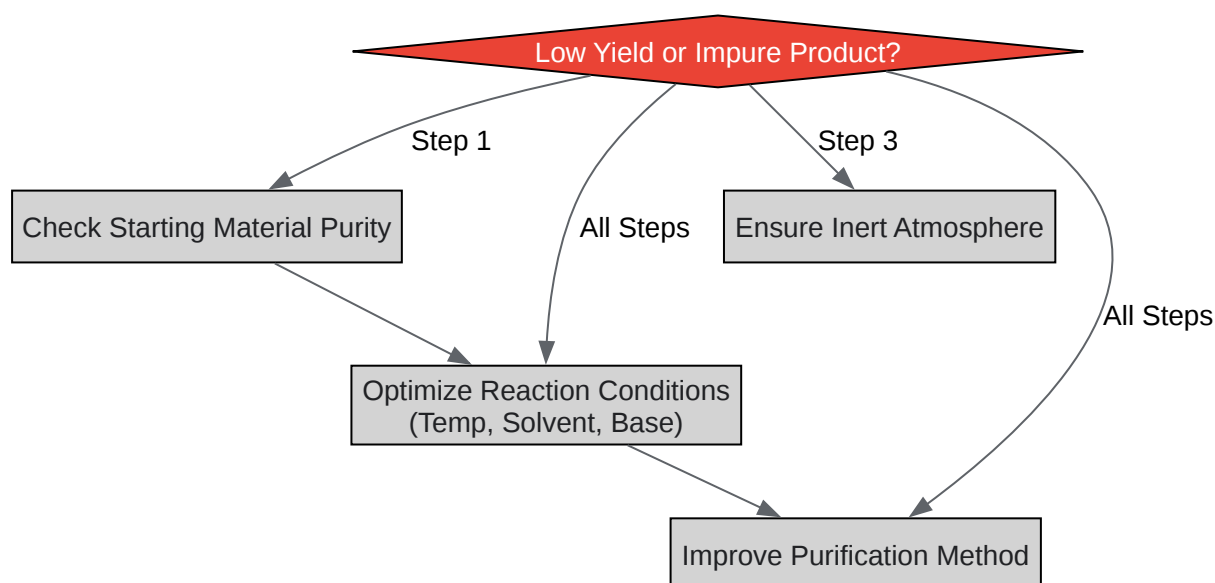 Low Yield or Impure Product?
Step 1
Step 3
Check Starting Material Purity
All Steps
Ensure Inert Atmosphere
All Steps
Optimize Reaction Conditions
(Temp, Solvent, Base)
Improve Purification Method